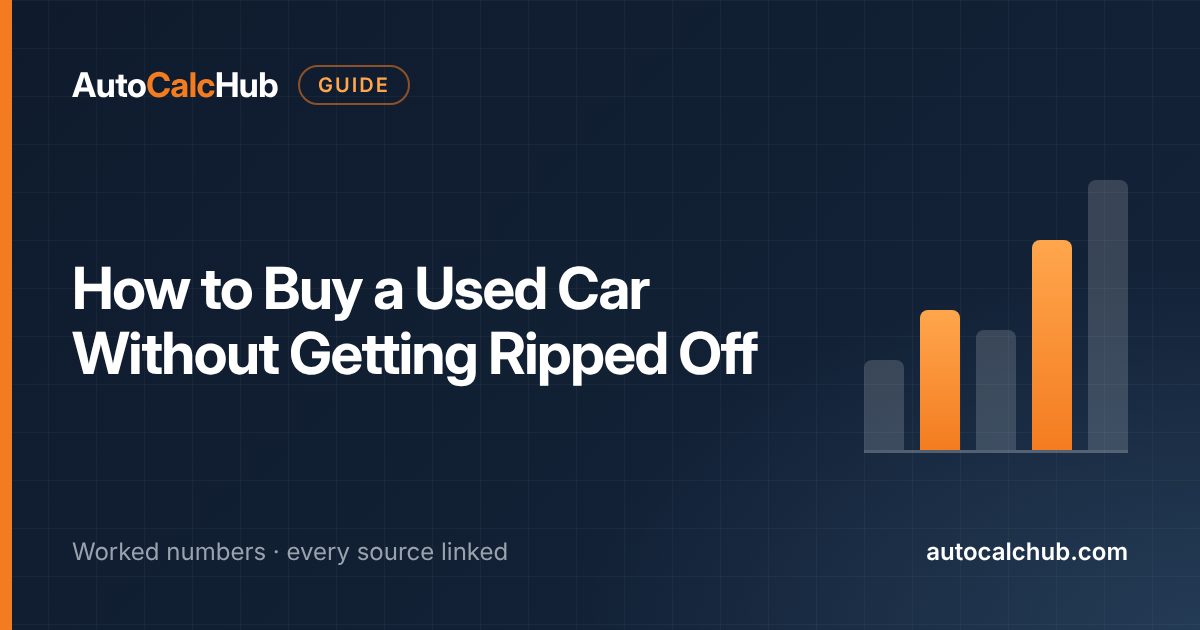 AutoCalcHub GUIDE
How to Buy a Used Car
Without Getting Ripped Off
Worked numbers · every source linked
autocalchub.com